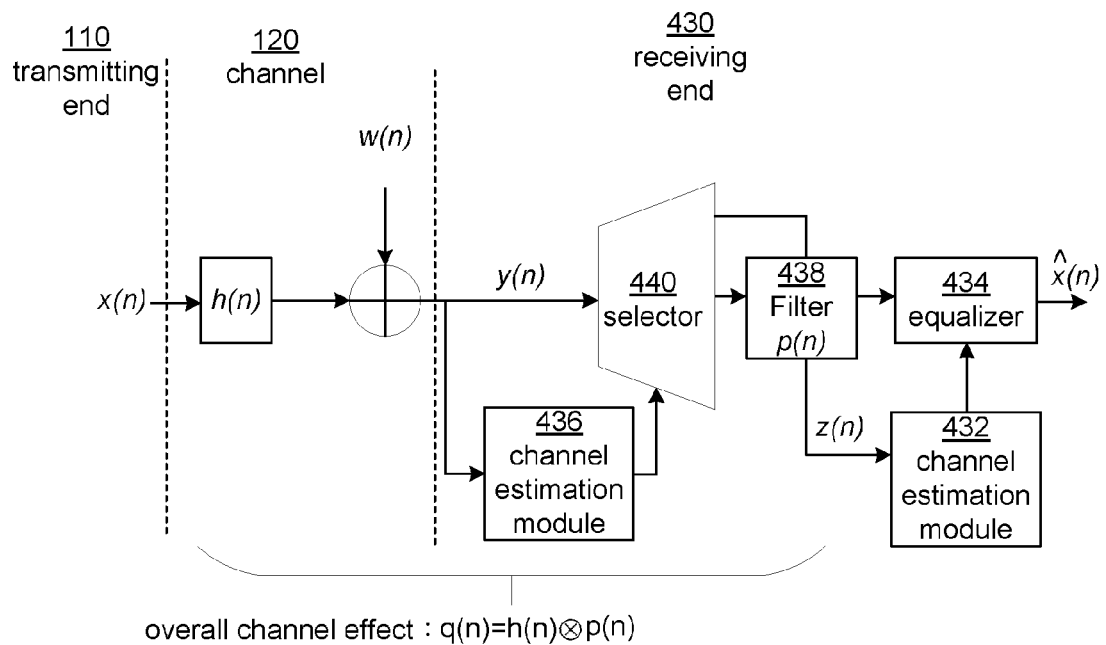 110
transmitting
end
120
channel
430
receiving
end
w(n)
x(n)
h(n)
y(n)
440
selector
438
Filter
p(n)
434
equalizer
x̂(n)
436
channel
estimation
module
z(n)
432
channel
estimation
module
overall channel effect : q(n)=h(n)⊗p(n)